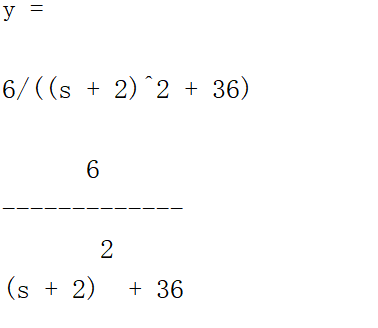 y =
6/((s + 2)^2 + 36)
6
-------------
2
(s + 2)  + 36